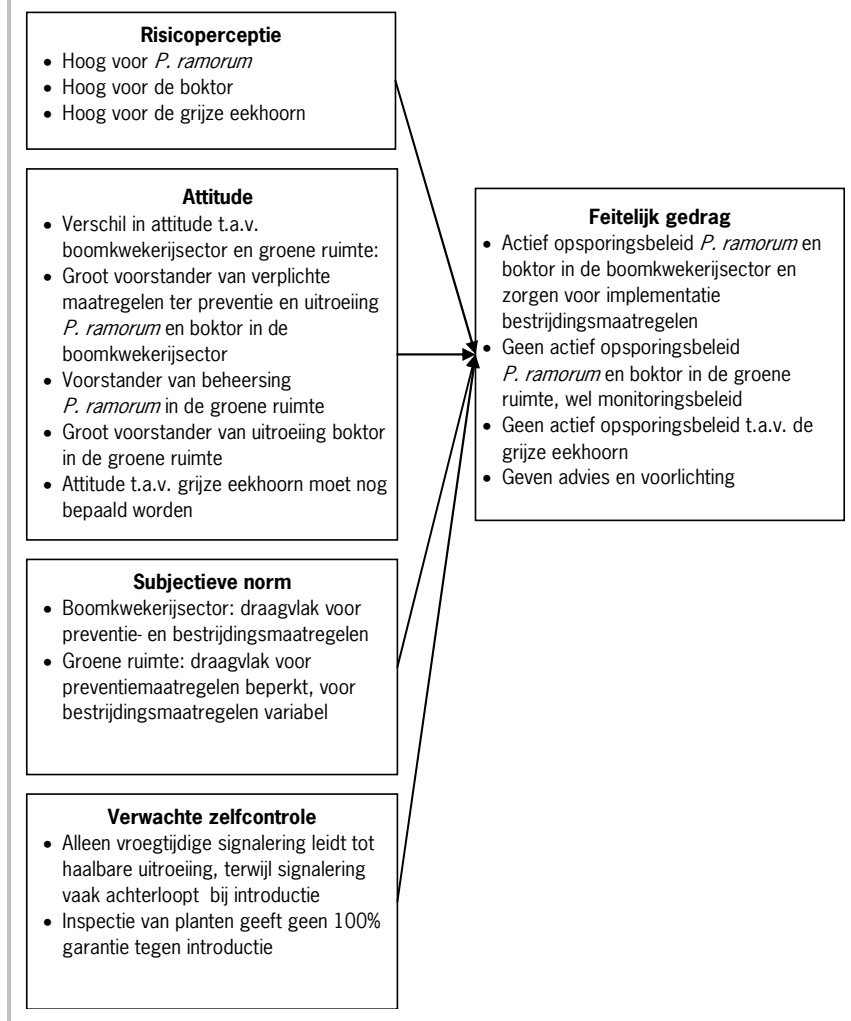 Risicoperceptie
• Hoog voor P. ramorum
• Hoog voor de boktor
• Hoog voor de grijze eekhoorn
Attitude
• Verschil in attitude t.a.v.
boomkwekerijsector en groene ruimte:
• Groot voorstander van verplichte
maatregelen ter preventie en uitroeiing
P. ramorum en boktor in de
boomkwekerijsector
• Voorstander van beheersing
P. ramorum in de groene ruimte
• Groot voorstander van uitroeiing boktor
in de groene ruimte
• Attitude t.a.v. grijze eekhoorn moet nog
bepaald worden
Subjectieve norm
• Boomkwekerijsector: draagvlak voor
preventie- en bestrijdingsmaatregelen
• Groene ruimte: draagvlak voor
preventiemaatregelen beperkt, voor
bestrijdingsmaatregelen variabel
Verwachte zelfcontrole
• Alleen vroegtijdige signalering leidt tot
haalbare uitroeiing, terwijl signalering
vaak achterloopt bij introductie
• Inspectie van planten geeft geen 100%
garantie tegen introductie
Feitelijk gedrag
• Actief opsporingsbeleid P. ramorum en
boktor in de boomkwekerijsector en
zorgen voor implementatie
bestrijdingsmaatregelen
• Geen actief opsporingsbeleid
P. ramorum en boktor in de groene
ruimte, wel monitoringsbeleid
• Geen actief opsporingsbeleid t.a.v. de
grijze eekhoorn
• Geven advies en voorlichting